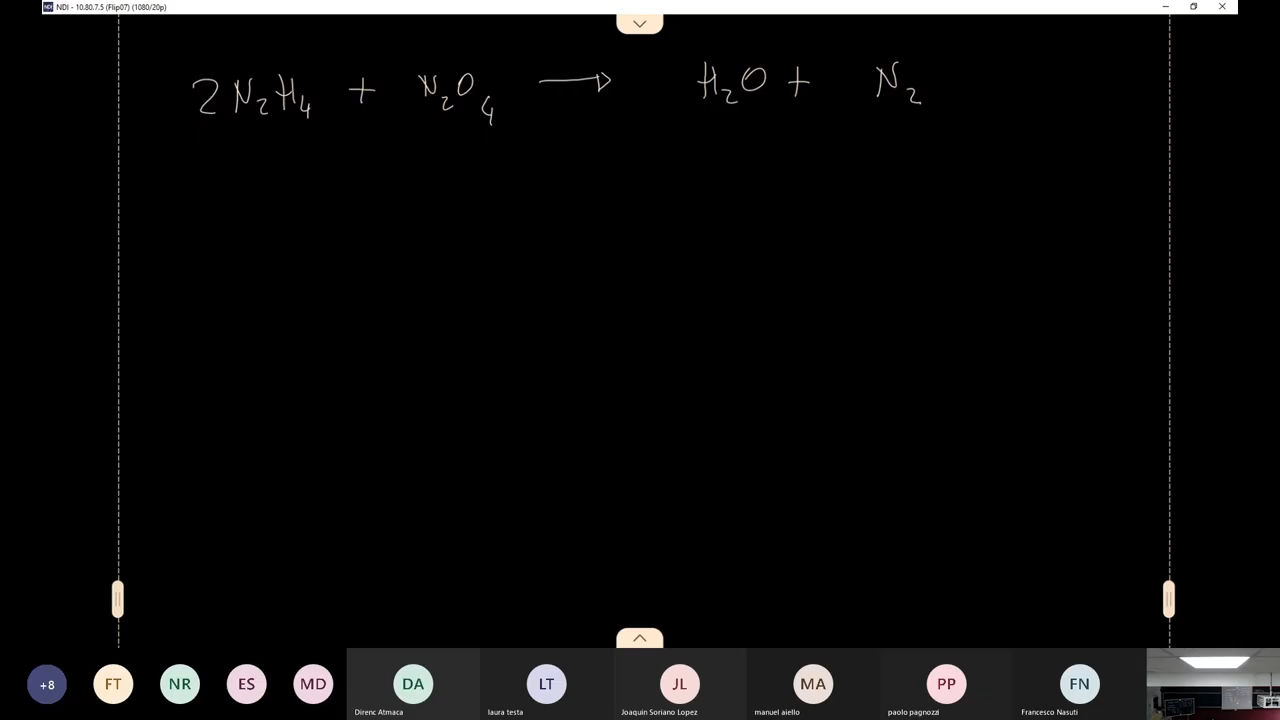 NDI NDI - 10.80.7.5 (Flip07) (1080/20p)
2 N₂H₄ + N₂O₄ → H₂O + N₂
+8 FT NR ES MD DA LT JL MA PP FN
Direnc Atmaca laura testa Joaquin Soriano Lopez manuel aiello paolo pagnozzi Francesco Nasuti